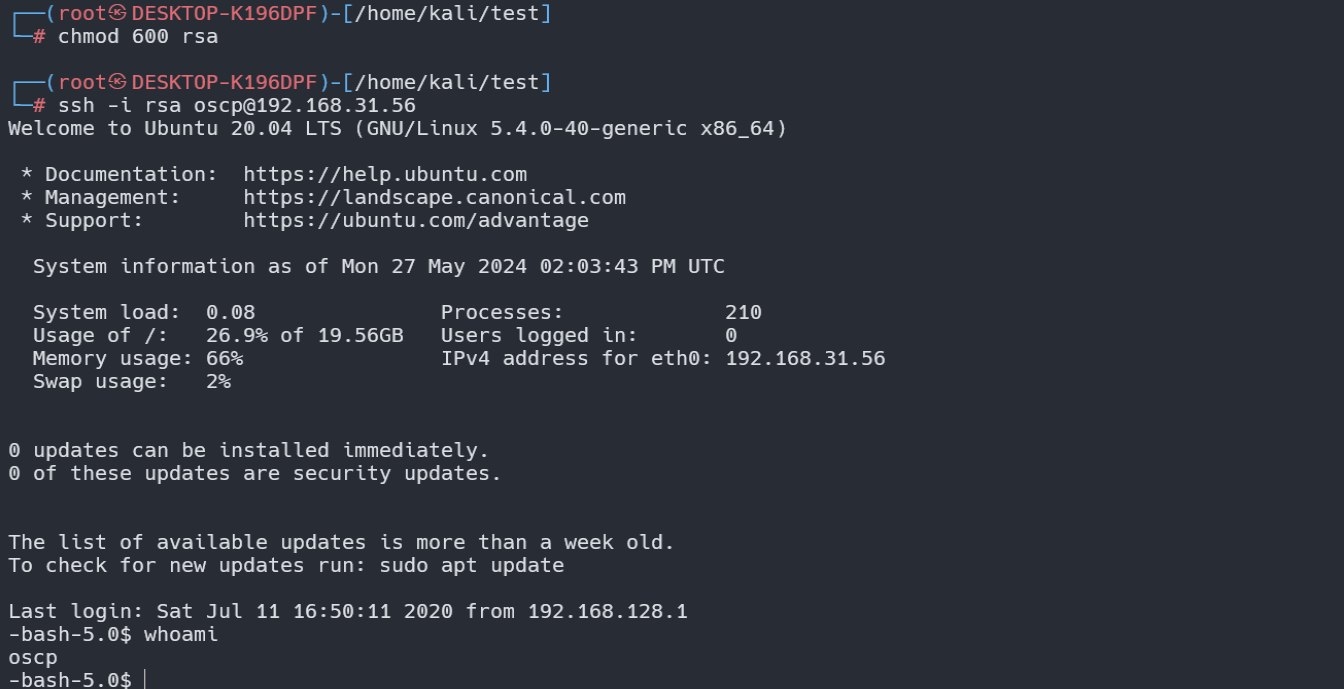 ┌──(root㉿DESKTOP-K196DPF)-[/home/kali/test]
└─# chmod 600 rsa
┌──(root㉿DESKTOP-K196DPF)-[/home/kali/test]
└─# ssh -i rsa oscp@192.168.31.56
Welcome to Ubuntu 20.04 LTS (GNU/Linux 5.4.0-40-generic x86_64)
* Documentation:  https://help.ubuntu.com
* Management:     https://landscape.canonical.com
* Support:        https://ubuntu.com/advantage
System information as of Mon 27 May 2024 02:03:43 PM UTC
System load:  0.08               Processes:             210
Usage of /:   26.9% of 19.56GB   Users logged in:       0
Memory usage: 66%                IPv4 address for eth0: 192.168.31.56
Swap usage:   2%
0 updates can be installed immediately.
0 of these updates are security updates.
The list of available updates is more than a week old.
To check for new updates run: sudo apt update
Last login: Sat Jul 11 16:50:11 2020 from 192.168.128.1
-bash-5.0$ whoami
oscp
-bash-5.0$